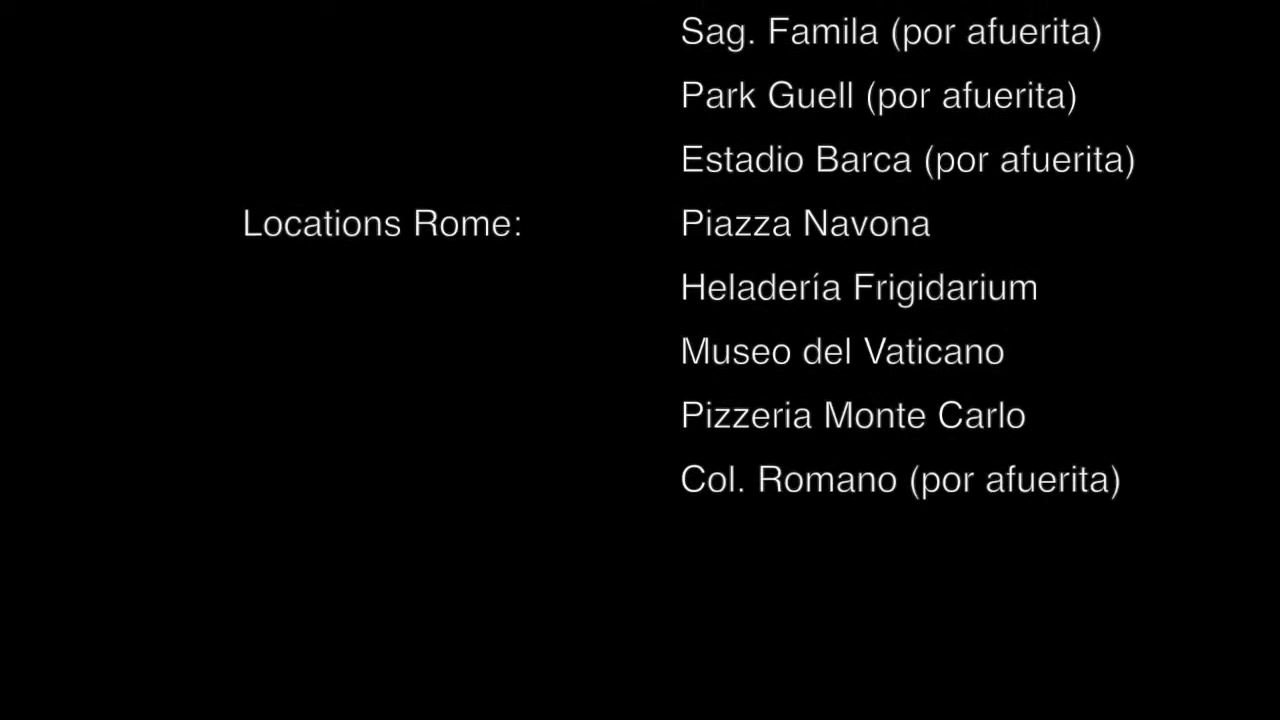 Sag. Famila (por afuerita)
Park Guell (por afuerita)
Estadio Barca (por afuerita)
Locations Rome: Piazza Navona
Heladería Frigidarium
Museo del Vaticano
Pizzeria Monte Carlo
Col. Romano (por afuerita)